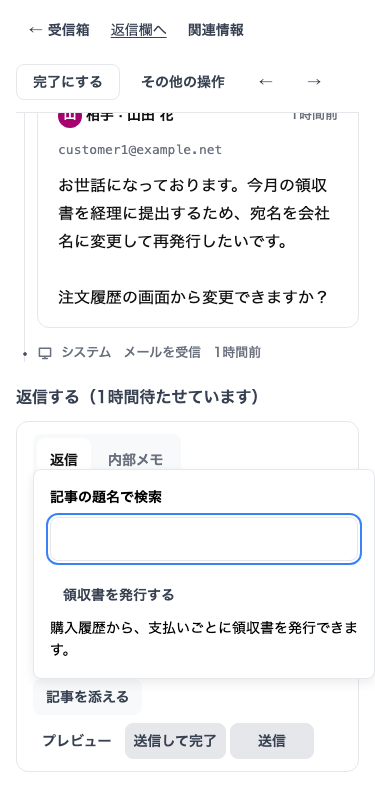 ← 受信箱 返信欄へ 関連情報
完了にする その他の操作 ← →
山 相手・山田 花 1時間前
customer1@example.net
お世話になっております。今月の領収
書を経理に提出するため、宛名を会社
名に変更して再発行したいです。
注文履歴の画面から変更できますか？
システム メールを受信 1時間前
返信する（1時間待たせています）
返信 内部メモ
記事の題名で検索
領収書を発行する
購入履歴から、支払いごとに領収書を発行できま
す。
記事を添える
プレビュー 送信して完了 送信